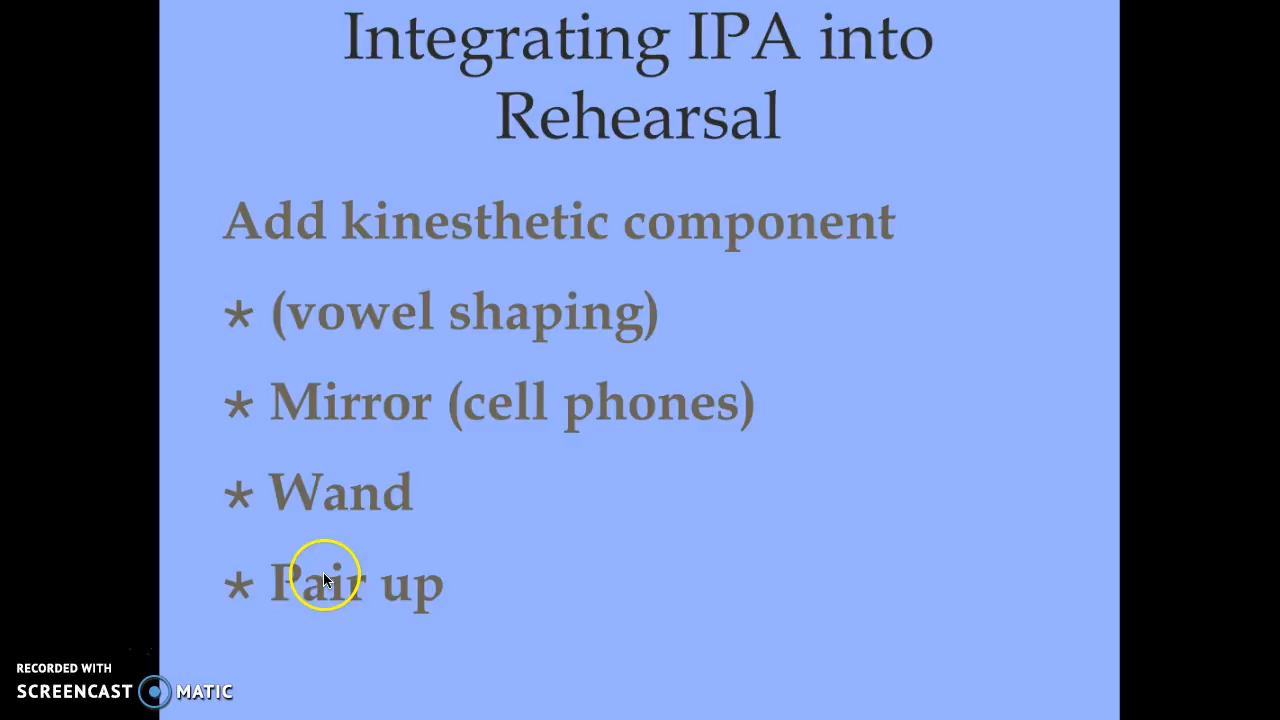 Integrating IPA into
Rehearsal
Add kinesthetic component
* (vowel shaping)
* Mirror (cell phones)
* Wand
* Pair up
RECORDED WITH
SCREENCAST MATIC